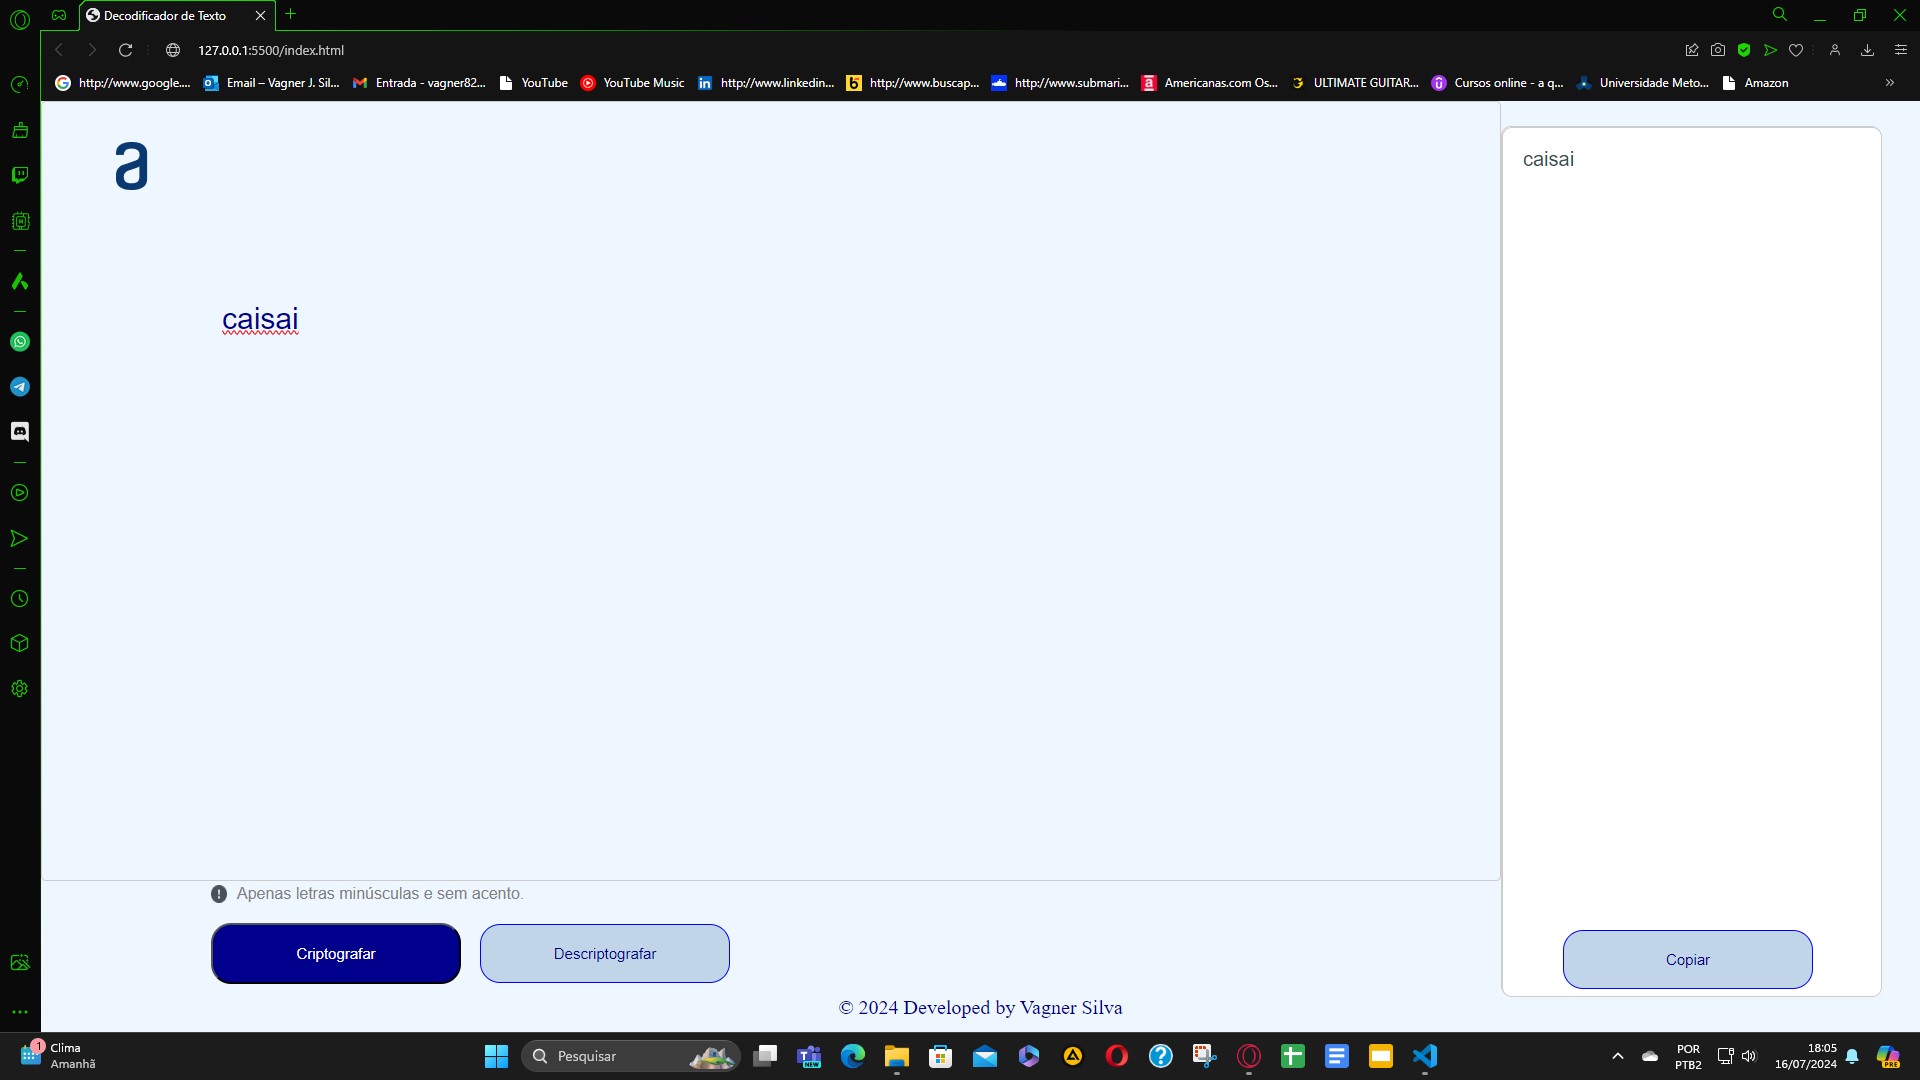 Decodificador de Texto
127.0.0.1:5500/index.html
http://www.google.... Email – Vagner J. Sil... Entrada - vagner82... YouTube YouTube Music http://www.linkedin... http://www.buscap... http://www.submari... Americanas.com Os... ULTIMATE GUITAR... Cursos online - a q... Universidade Meto... Amazon
a
caisai
caisai
Apenas letras minúsculas e sem acento.
Criptografar
Descriptografar
Copiar
© 2024 Developed by Vagner Silva
1
Clima
Amanhã
Pesquisar
NEW
POR
PTB2
18:05
16/07/2024
PRE